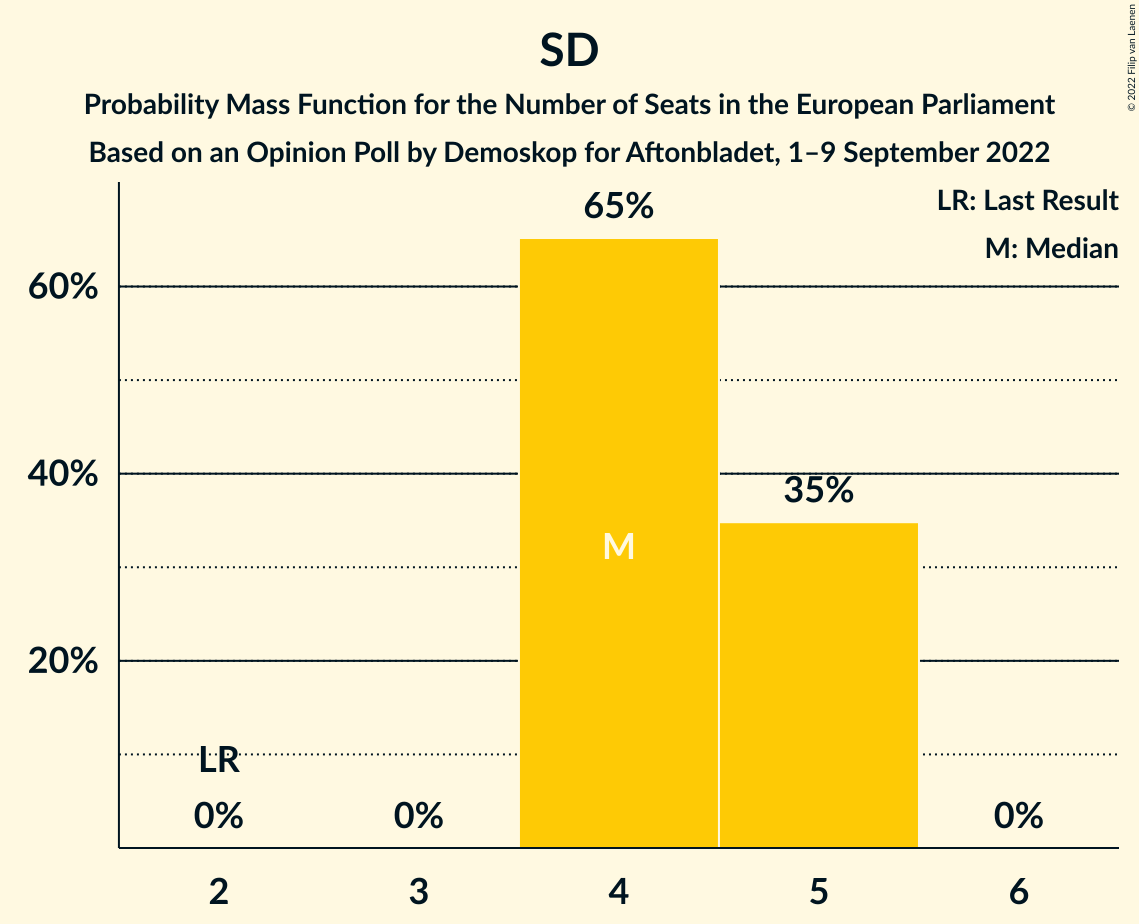 SD
Probability Mass Function for the Number of Seats in the European Parliament
Based on an Opinion Poll by Demoskop for Aftonbladet, 1–9 September 2022
© 2022 Filip van Laenen
LR: Last Result
M: Median
65%
60%
40%
35%
M
20%
LR
0%
0%
0%
2
3
4
5
6